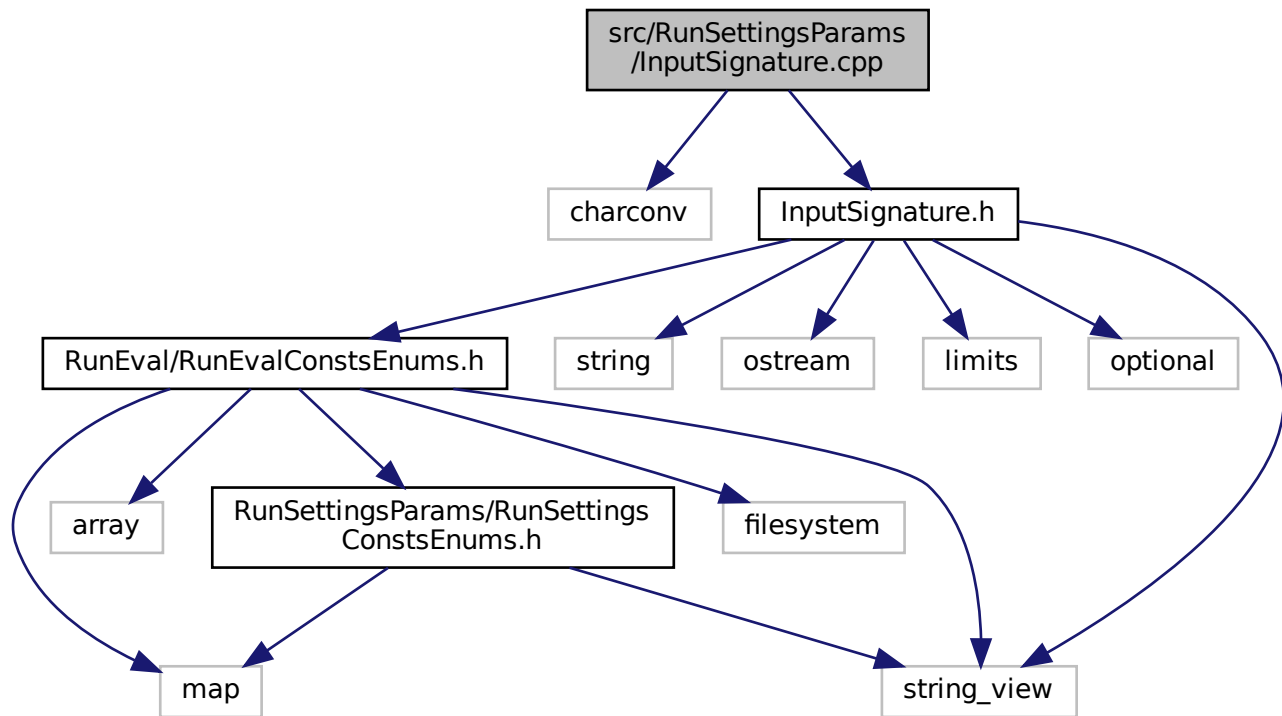 src/RunSettingsParams
/InputSignature.cpp
charconv
InputSignature.h
RunEval/RunEvalConstsEnums.h
string
ostream
limits
optional
array
RunSettingsParams/RunSettings
ConstsEnums.h
filesystem
map
string_view